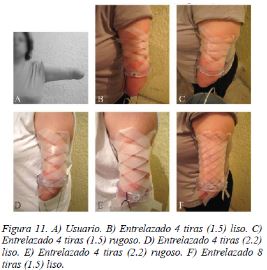 A
B
C
D
E
F
Figura 11. A) Usuario. B) Entrelazado 4 tiras (1.5) liso. C)
Entrelazado 4 tiras (1.5) rugoso. D) Entrelazado 4 tiras (2.2)
liso. E) Entrelazado 4 tiras (2.2) rugoso. F) Entrelazado 8
tiras (1.5) liso.